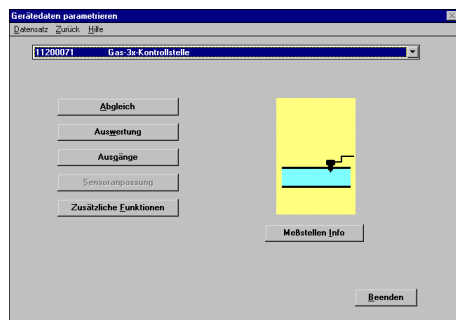 Gerätedaten parametrieren
Datensatz Zurück Hilfe
11200071 Gas-3x-Kontrollstelle
Abgleich
Auswertung
Ausgänge
Sensoranpassung
Zusätzliche Funktionen
Meßstellen Info
Beenden